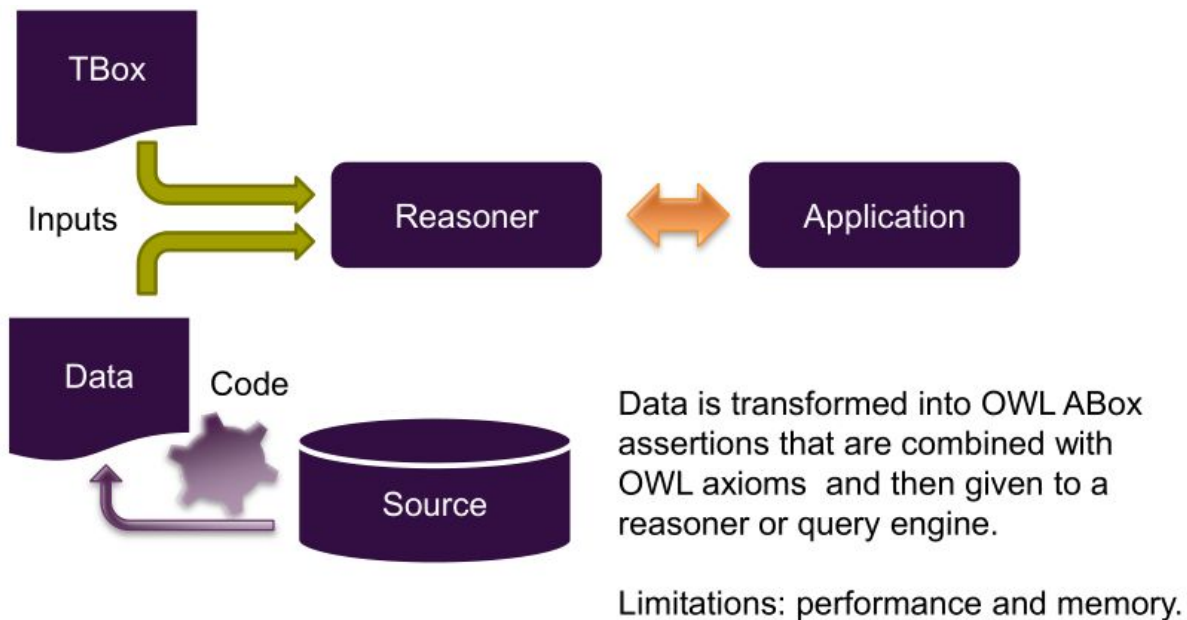 TBox
Inputs
Reasoner
Application
Data
Code
Source
Data is transformed into OWL ABox
assertions that are combined with
OWL axioms and then given to a
reasoner or query engine.
Limitations: performance and memory.